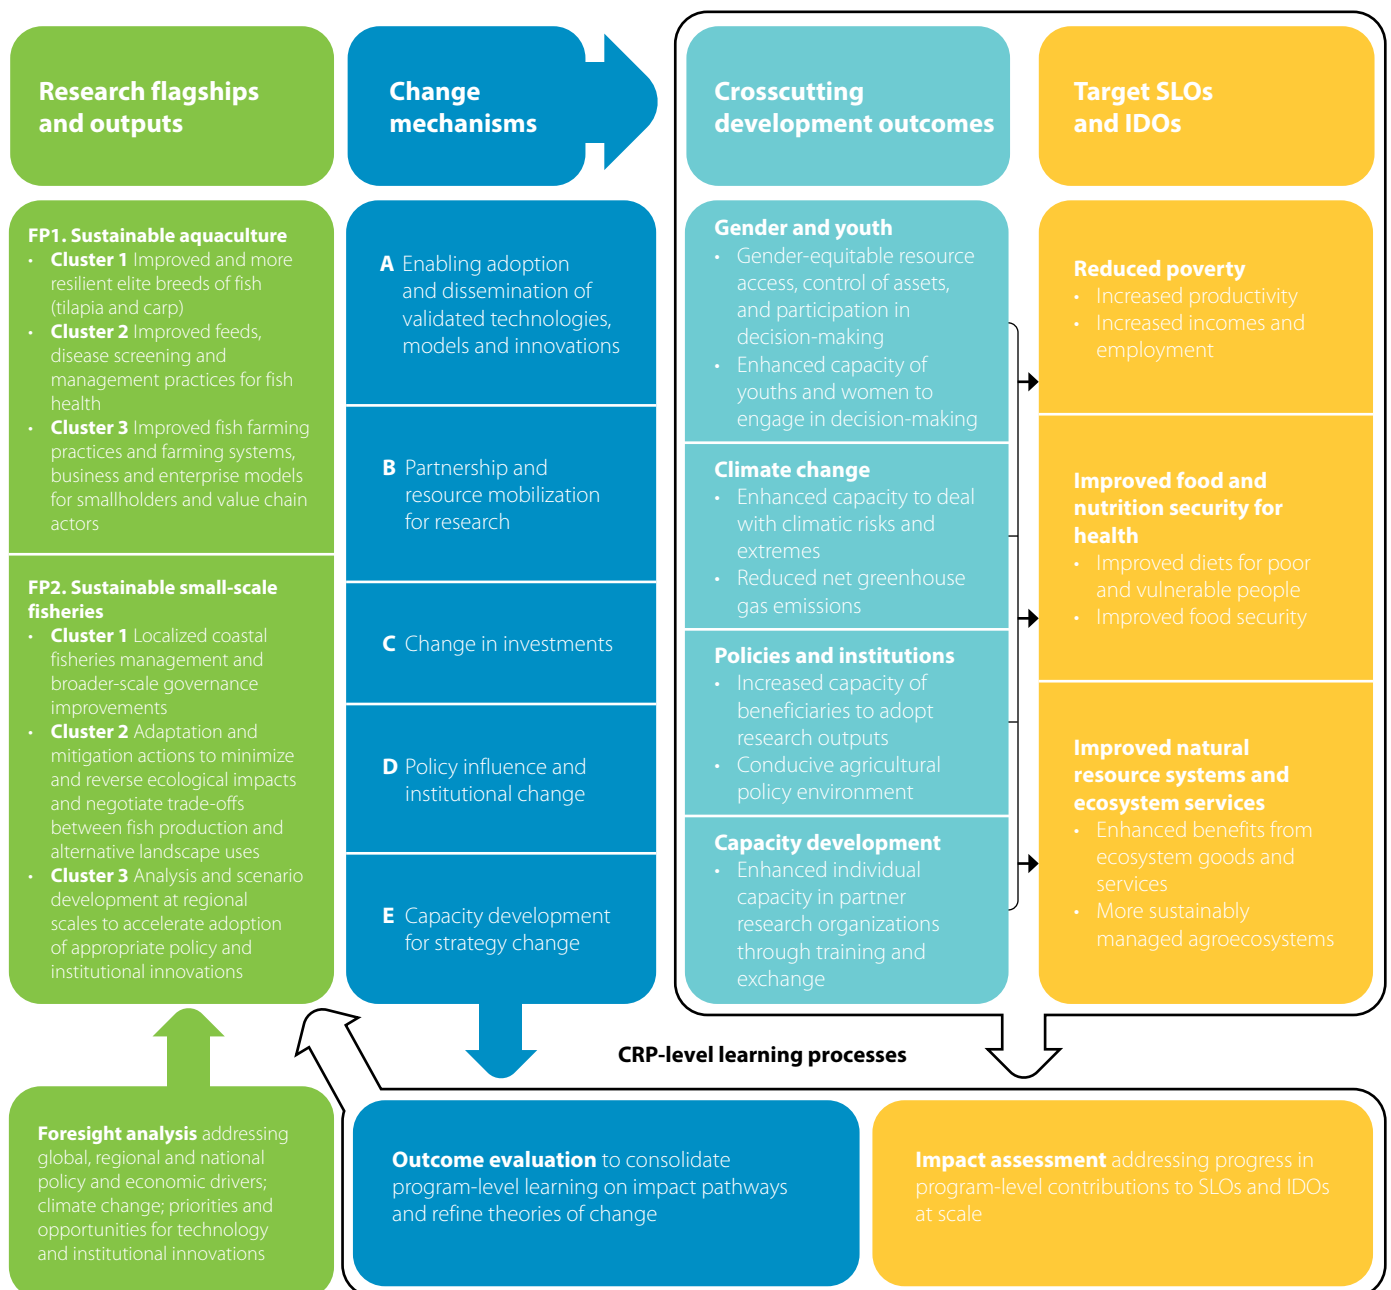 Research flagships
and outputs
Change
mechanisms
Crosscutting
development outcomes
Target SLOs
and IDOs
FP1. Sustainable aquaculture
• Cluster 1 Improved and more
resilient elite breeds of fish
(tilapia and carp)
• Cluster 2 Improved feeds,
disease screening and
management practices for fish
health
• Cluster 3 Improved fish farming
practices and farming systems,
business and enterprise models
for smallholders and value chain
actors
FP2. Sustainable small-scale
fisheries
• Cluster 1 Localized coastal
fisheries management and
broader-scale governance
improvements
• Cluster 2 Adaptation and
mitigation actions to minimize
and reverse ecological impacts
and negotiate trade-offs
between fish production and
alternative landscape uses
• Cluster 3 Analysis and scenario
development at regional
scales to accelerate adoption
of appropriate policy and
institutional innovations
A Enabling adoption
and dissemination of
validated technologies,
models and innovations
B Partnership and
resource mobilization
for research
C Change in investments
D Policy influence and
institutional change
E Capacity development
for strategy change
Gender and youth
• Gender-equitable resource
access, control of assets,
and participation in
decision-making
• Enhanced capacity of
youths and women to
engage in decision-making
Climate change
• Enhanced capacity to deal
with climatic risks and
extremes
• Reduced net greenhouse
gas emissions
Policies and institutions
• Increased capacity of
beneficiaries to adopt
research outputs
• Conducive agricultural
policy environment
Capacity development
• Enhanced individual
capacity in partner
research organizations
through training and
exchange
Reduced poverty
• Increased productivity
• Increased incomes and
employment
Improved food and
nutrition security for
health
• Improved diets for poor
and vulnerable people
• Improved food security
Improved natural
resource systems and
ecosystem services
• Enhanced benefits from
ecosystem goods and
services
• More sustainably
managed agroecosystems
CRP-level learning processes
Foresight analysis addressing
global, regional and national
policy and economic drivers;
climate change; priorities and
opportunities for technology
and institutional innovations
Outcome evaluation to consolidate
program-level learning on impact pathways
and refine theories of change
Impact assessment addressing progress in
program-level contributions to SLOs and IDOs
at scale